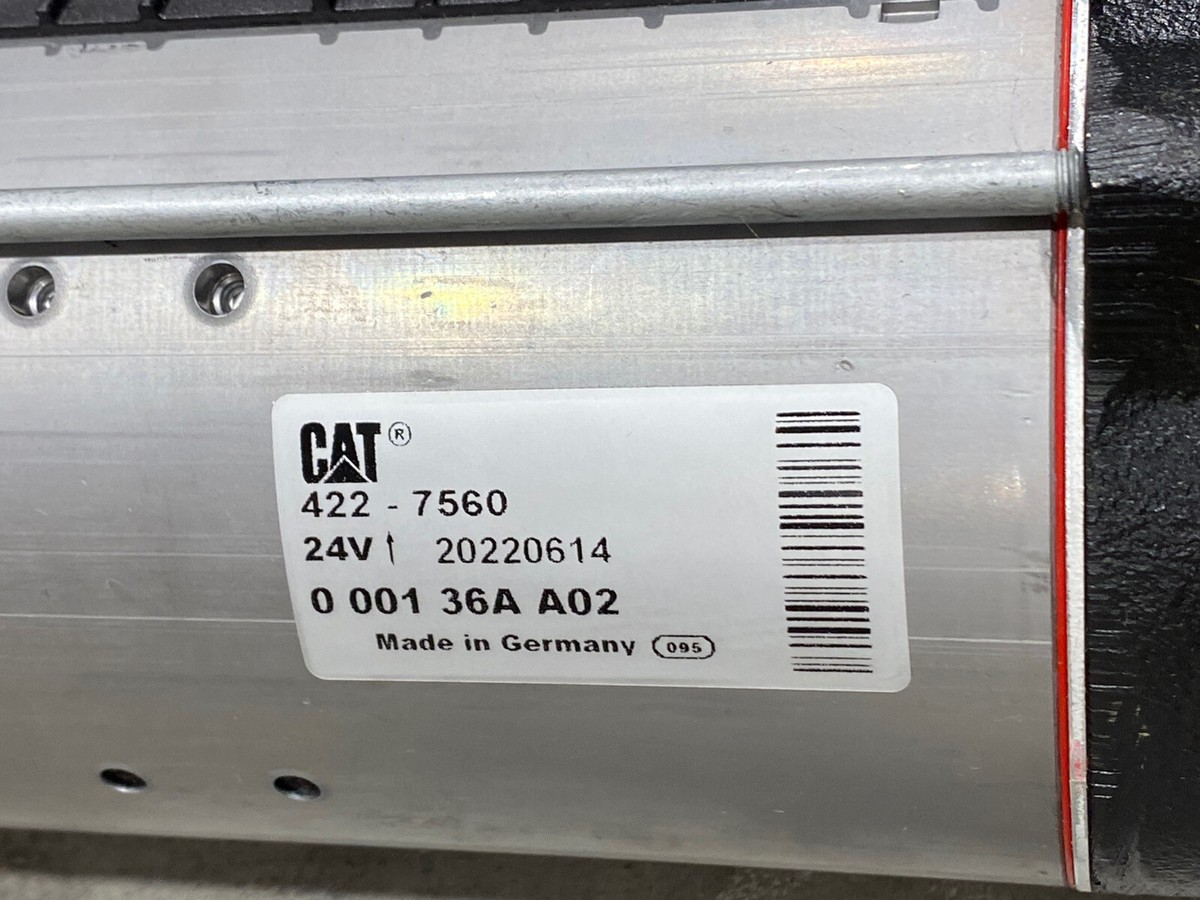 CAT®
422 - 7560
24V↑ 20220614
0 001 36A A02
Made in Germany 095